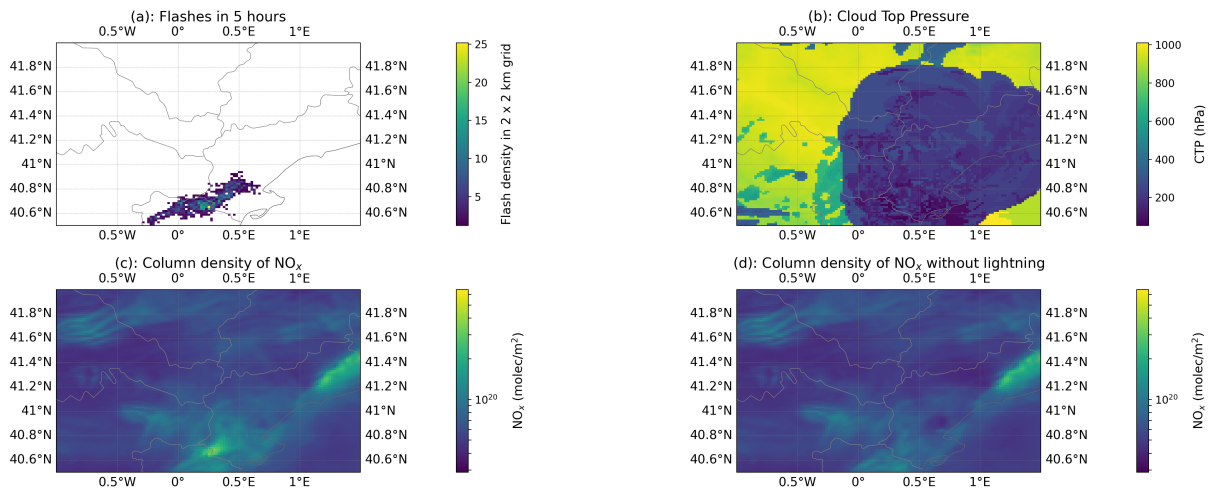 (a): Flashes in 5 hours
0.5°W 0° 0.5°E 1°E
41.8°N 41.8°N
41.6°N 41.6°N
41.4°N 41.4°N
41.2°N 41.2°N
41°N 41°N
40.8°N 40.8°N
40.6°N 40.6°N
0.5°W 0° 0.5°E 1°E
25
20
15
10
5
Flash density in 2 x 2 km grid
(b): Cloud Top Pressure
0.5°W 0° 0.5°E 1°E
41.8°N 41.8°N
41.6°N 41.6°N
41.4°N 41.4°N
41.2°N 41.2°N
41°N 41°N
40.8°N 40.8°N
40.6°N 40.6°N
0.5°W 0° 0.5°E 1°E
1000
800
600
400
200
CTP (hPa)
(c): Column density of NOₓ
0.5°W 0° 0.5°E 1°E
41.8°N 41.8°N
41.6°N 41.6°N
41.4°N 41.4°N
41.2°N 41.2°N
41°N 41°N
40.8°N 40.8°N
40.6°N 40.6°N
0.5°W 0° 0.5°E 1°E
10²⁰
NOₓ (molec/m²)
(d): Column density of NOₓ without lightning
0.5°W 0° 0.5°E 1°E
41.8°N 41.8°N
41.6°N 41.6°N
41.4°N 41.4°N
41.2°N 41.2°N
41°N 41°N
40.8°N 40.8°N
40.6°N 40.6°N
0.5°W 0° 0.5°E 1°E
10²⁰
NOₓ (molec/m²)